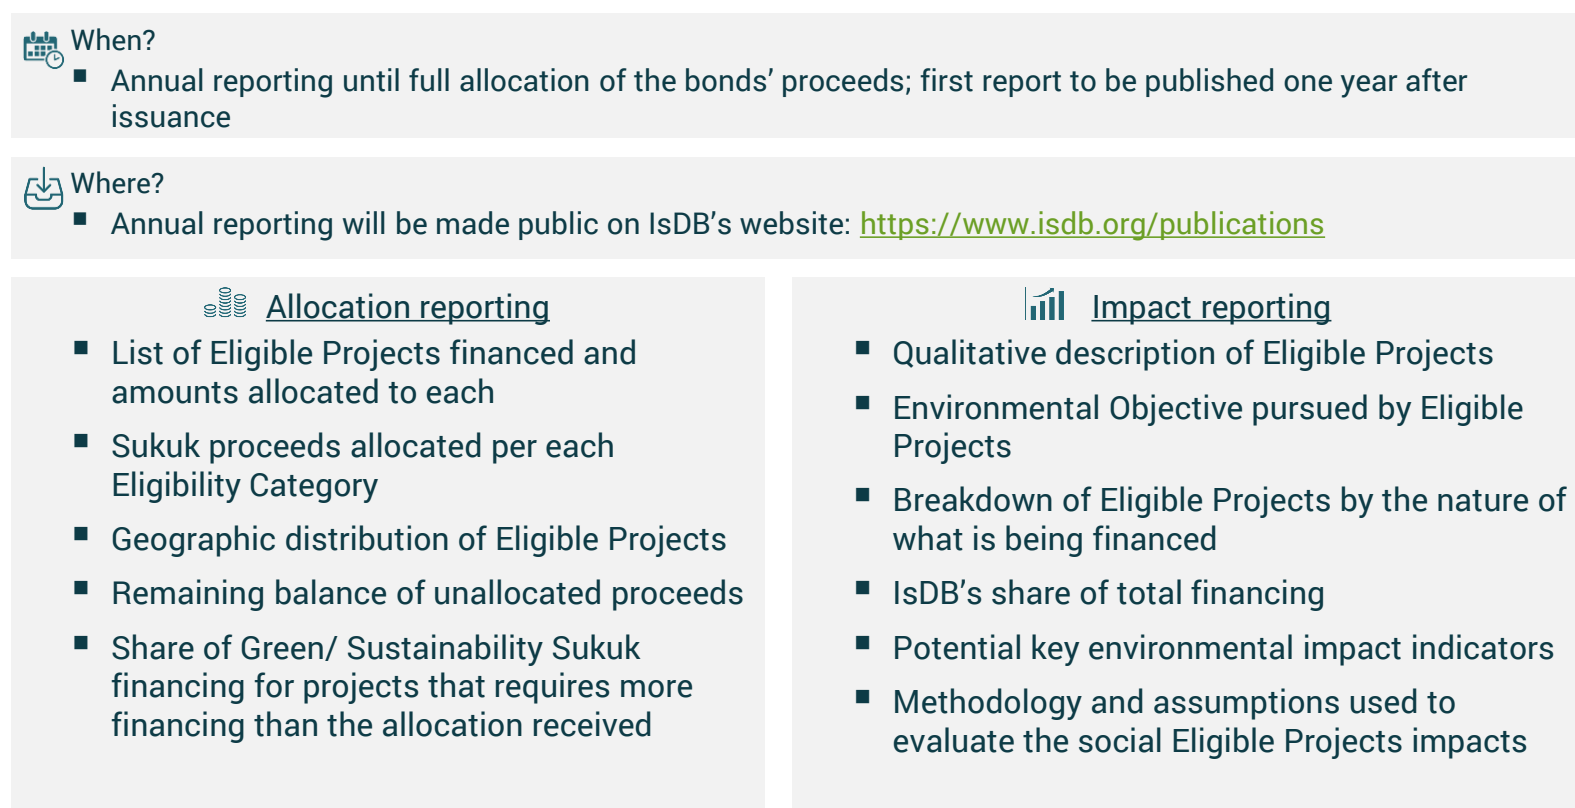 When?
■ Annual reporting until full allocation of the bonds’ proceeds; first report to be published one year after
issuance
Where?
■ Annual reporting will be made public on IsDB’s website: https://www.isdb.org/publications
Allocation reporting
■ List of Eligible Projects financed and
amounts allocated to each
■ Sukuk proceeds allocated per each
Eligibility Category
■ Geographic distribution of Eligible Projects
■ Remaining balance of unallocated proceeds
■ Share of Green/ Sustainability Sukuk
financing for projects that requires more
financing than the allocation received
Impact reporting
■ Qualitative description of Eligible Projects
■ Environmental Objective pursued by Eligible
Projects
■ Breakdown of Eligible Projects by the nature of
what is being financed
■ IsDB’s share of total financing
■ Potential key environmental impact indicators
■ Methodology and assumptions used to
evaluate the social Eligible Projects impacts